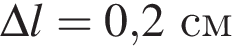 Δl = 0,2 см